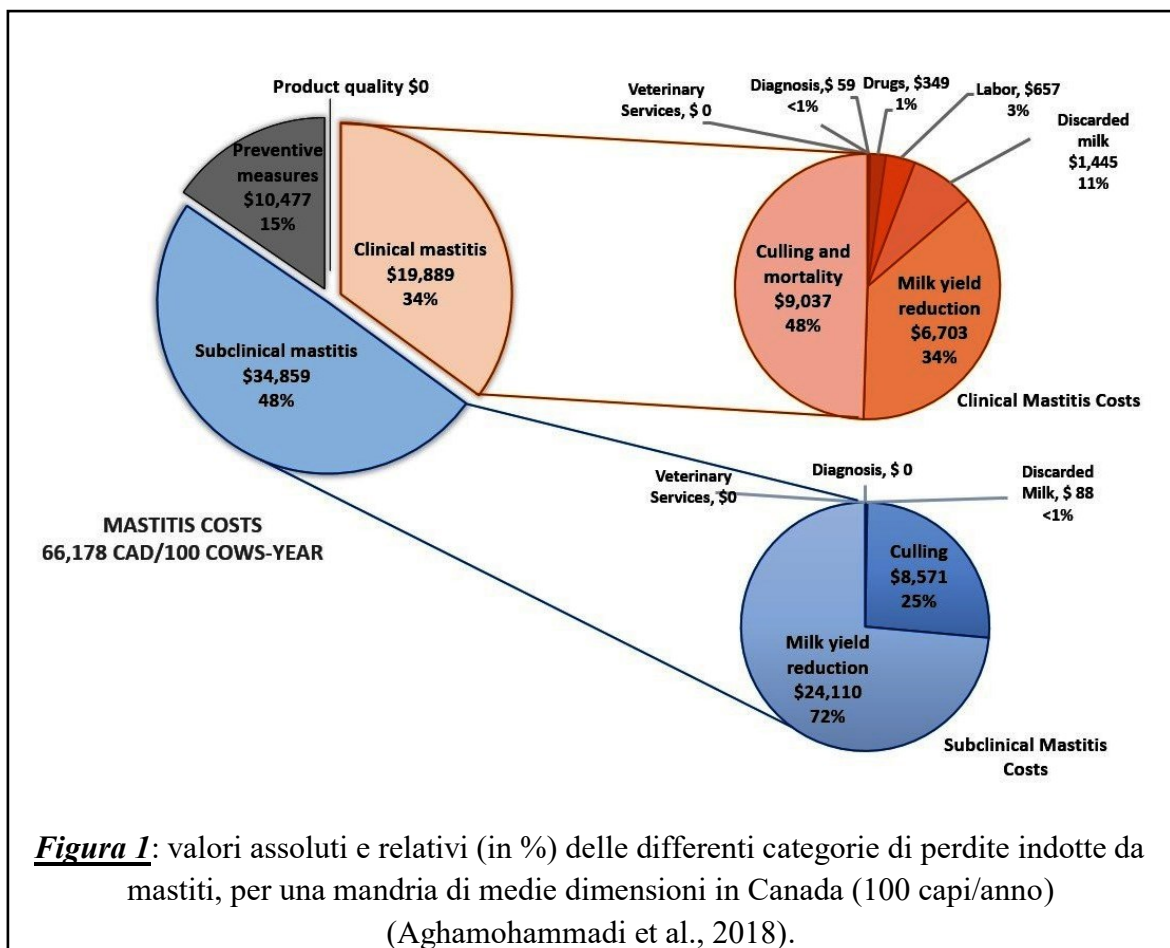 Product quality $0
Preventive
measures
$10,477
15%
Clinical mastitis
$19,889
34%
Subclinical mastitis
$34,859
48%
MASTITIS COSTS
66,178 CAD/100 COWS-YEAR
Veterinary
Services, $ 0
Diagnosis,$ 59
<1%
Drugs, $349
1%
Labor, $657
3%
Discarded
milk
$1,445
11%
Culling and
mortality
$9,037
48%
Milk yield
reduction
$6,703
34%
Clinical Mastitis Costs
Veterinary
Services, $0
Diagnosis, $ 0
Discarded
Milk, $ 88
<1%
Culling
$8,571
25%
Milk yield
reduction
$24,110
72%
Subclinical Mastitis
Costs
Figura 1: valori assoluti e relativi (in %) delle differenti categorie di perdite indotte da
mastiti, per una mandria di medie dimensioni in Canada (100 capi/anno)
(Aghamohammadi et al., 2018).